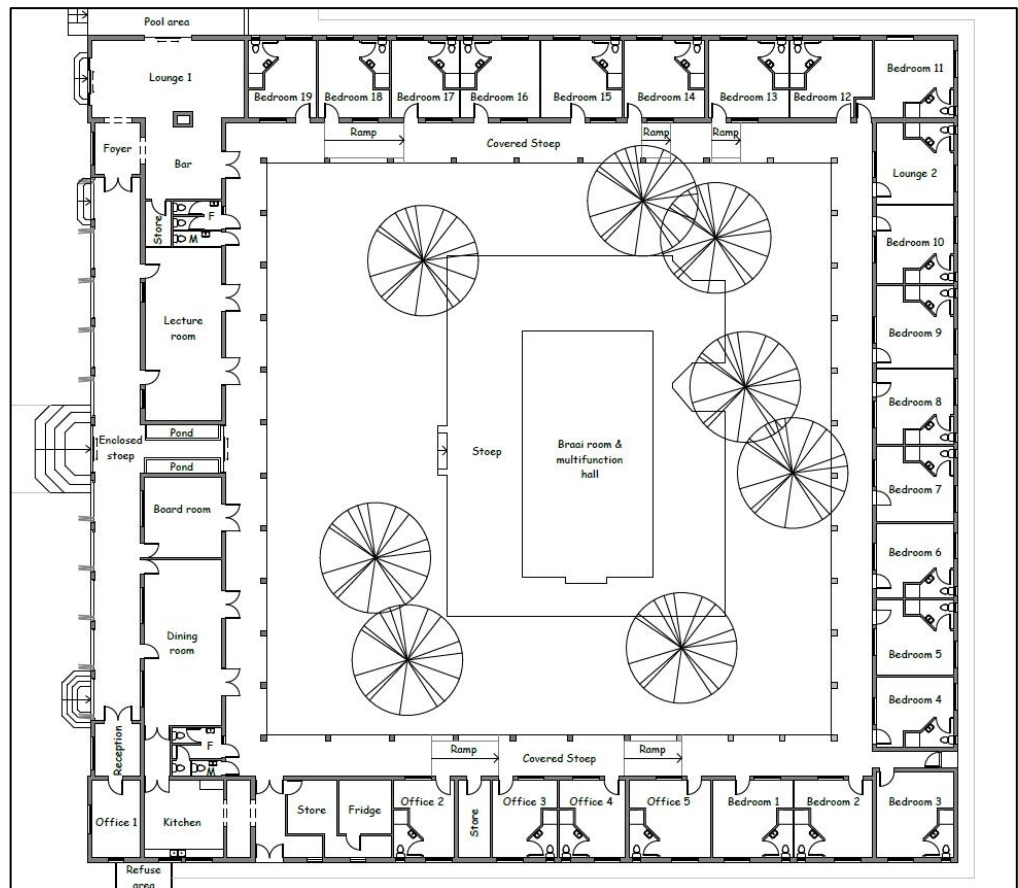 Pool area
Lounge 1
Bedroom 19
Bedroom 18
Bedroom 17
Bedroom 16
Bedroom 15
Bedroom 14
Bedroom 13
Bedroom 12
Bedroom 11
Foyer
Bar
Ramp
Covered Stoep
Ramp
Ramp
Lounge 2
Store
F
M
Bedroom 10
Lecture
room
Bedroom 9
Bedroom 8
Pond
Enclosed
stoep
Pond
Stoep
Braai room &
multifunction
hall
Bedroom 7
Board room
Bedroom 6
Dining
room
Bedroom 5
Bedroom 4
Reception
F
M
Ramp
Covered Stoep
Ramp
Office 1
Kitchen
Store
Fridge
Office 2
Store
Office 3
Office 4
Office 5
Bedroom 1
Bedroom 2
Bedroom 3
Refuse
area